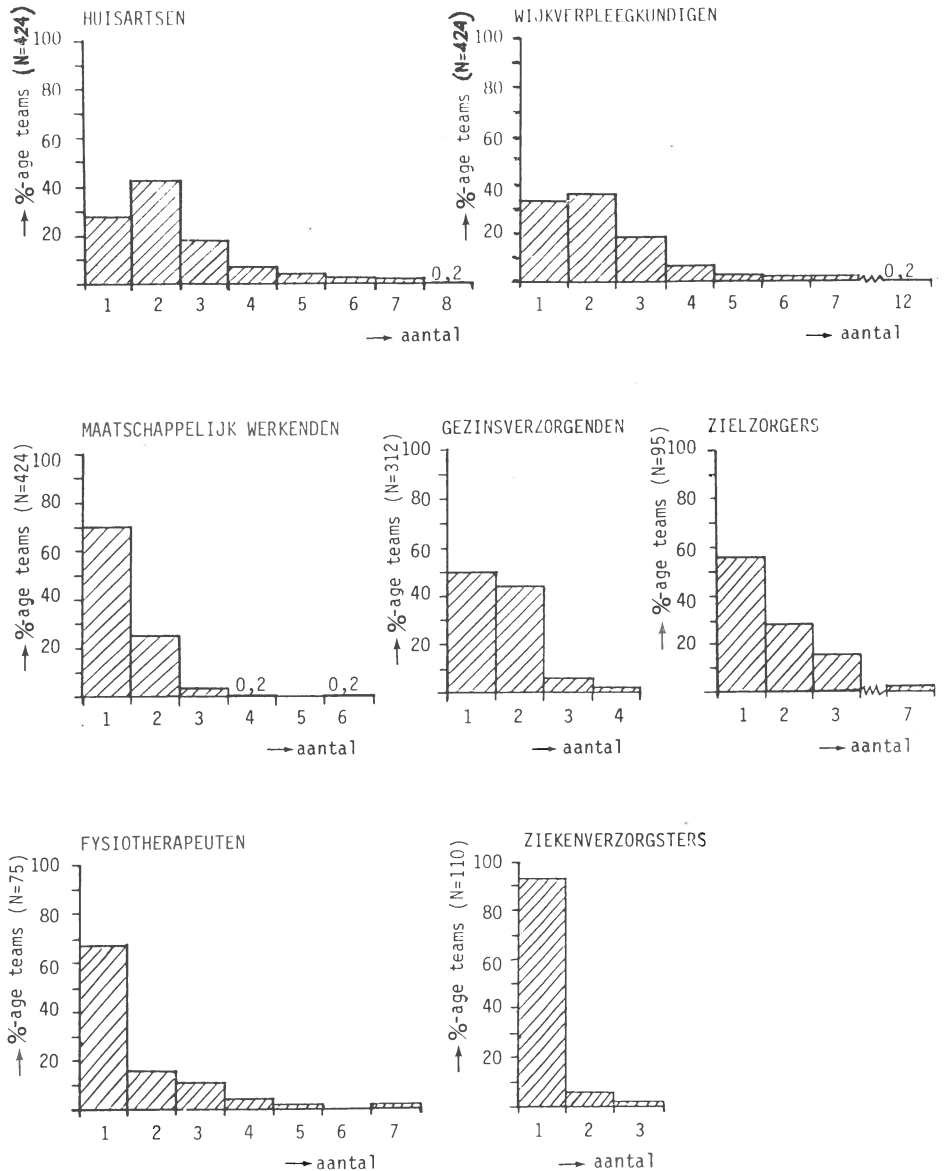 HUISARTSEN
%-age teams (N=424)
100
80
60
40
20
0,2
1 2 3 4 5 6 7 8
→ aantal
WIJKVERPLEEGKUNDIGEN
%-age teams (N=424)
100
80
60
40
20
0,2
1 2 3 4 5 6 7 12
→ aantal
MAATSCHAPPELIJK WERKENDEN
→ %-age teams (N=424)
100
80
60
40
20
0,2 0,2
1 2 3 4 5 6
→ aantal
GEZINSVERZORGENDEN
→ %-age teams (N=312)
100
80
60
40
20
1 2 3 4
→ aantal
ZIELZORGERS
→ %-age teams (N=95)
100
80
60
40
20
1 2 3 7
→ aantal
FYSIOTHERAPEUTEN
→ %-age teams (N=75)
100
80
60
40
20
1 2 3 4 5 6 7
→ aantal
ZIEKENVERZORGSTERS
→ %-age teams (N=110)
100
80
60
40
20
1 2 3
→ aantal